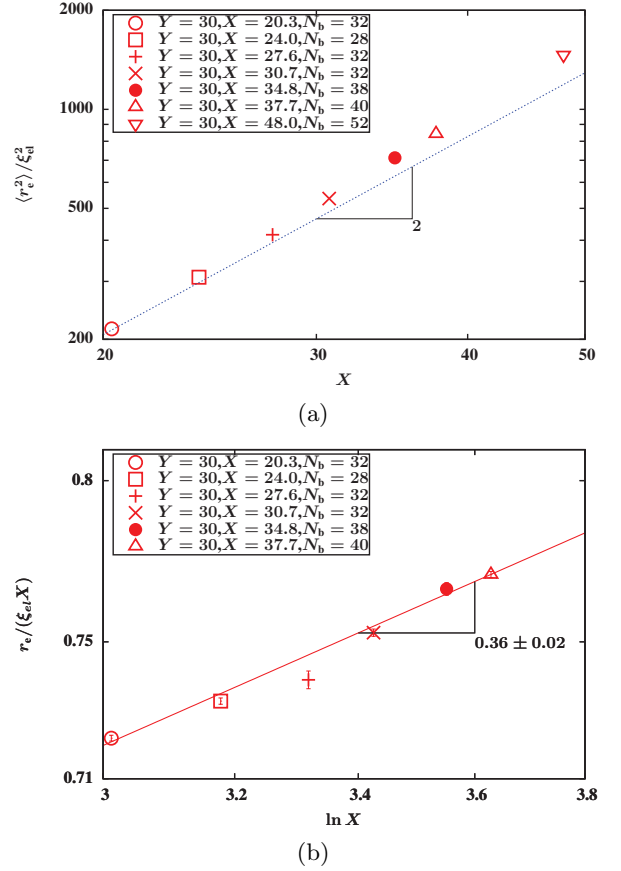 2000
1000
500
200
⟨r_e^2⟩/ξ_el^2
Y = 30,X = 20.3,N_b = 32
Y = 30,X = 24.0,N_b = 28
Y = 30,X = 27.6,N_b = 32
Y = 30,X = 30.7,N_b = 32
Y = 30,X = 34.8,N_b = 38
Y = 30,X = 37.7,N_b = 40
Y = 30,X = 48.0,N_b = 52
2
20 30 40 50
X
(a)
0.8
0.75
0.71
r_e/(ξ_el X)
Y = 30,X = 20.3,N_b = 32
Y = 30,X = 24.0,N_b = 28
Y = 30,X = 27.6,N_b = 32
Y = 30,X = 30.7,N_b = 32
Y = 30,X = 34.8,N_b = 38
Y = 30,X = 37.7,N_b = 40
0.36 ± 0.02
3 3.2 3.4 3.6 3.8
ln X
(b)